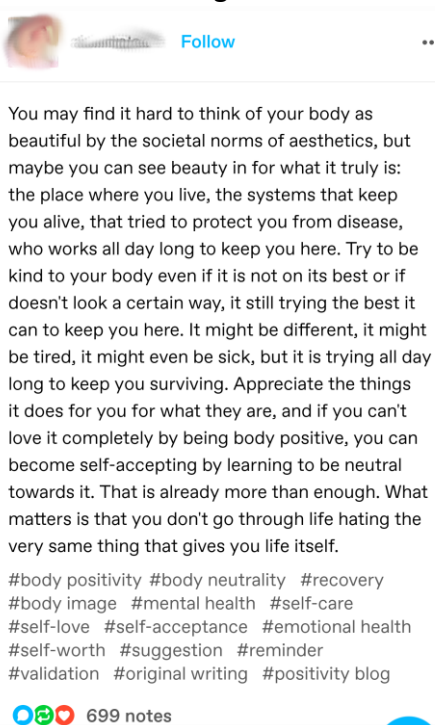 Follow
You may find it hard to think of your body as
beautiful by the societal norms of aesthetics, but
maybe you can see beauty in for what it truly is:
the place where you live, the systems that keep
you alive, that tried to protect you from disease,
who works all day long to keep you here. Try to be
kind to your body even if it is not on its best or if
doesn't look a certain way, it still trying the best it
can to keep you here. It might be different, it might
be tired, it might even be sick, but it is trying all day
long to keep you surviving. Appreciate the things
it does for you for what they are, and if you can't
love it completely by being body positive, you can
become self-accepting by learning to be neutral
towards it. That is already more than enough. What
matters is that you don't go through life hating the
very same thing that gives you life itself.
#body positivity #body neutrality #recovery
#body image #mental health #self-care
#self-love #self-acceptance #emotional health
#self-worth #suggestion #reminder
#validation #original writing #positivity blog
699 notes